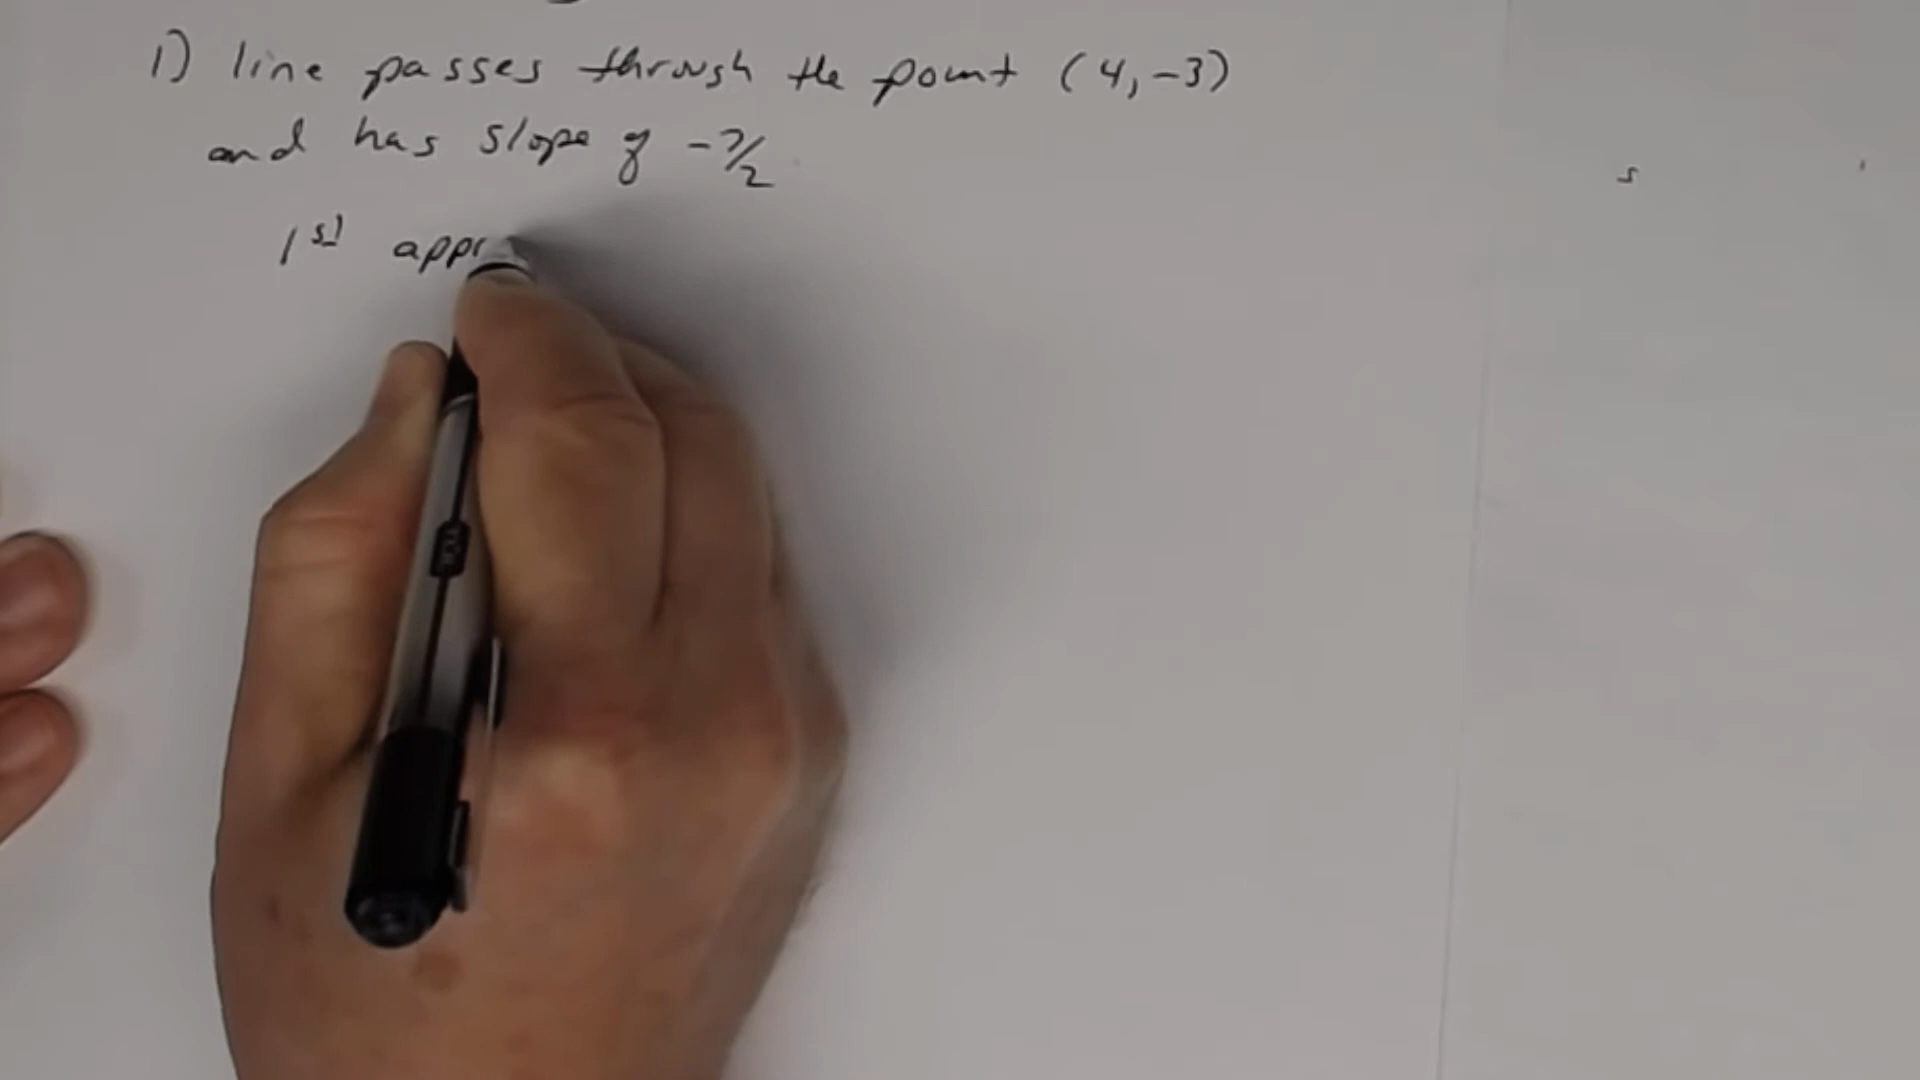 1) line passes through the point (4, -3)
and has slope of -7/2
1st appr